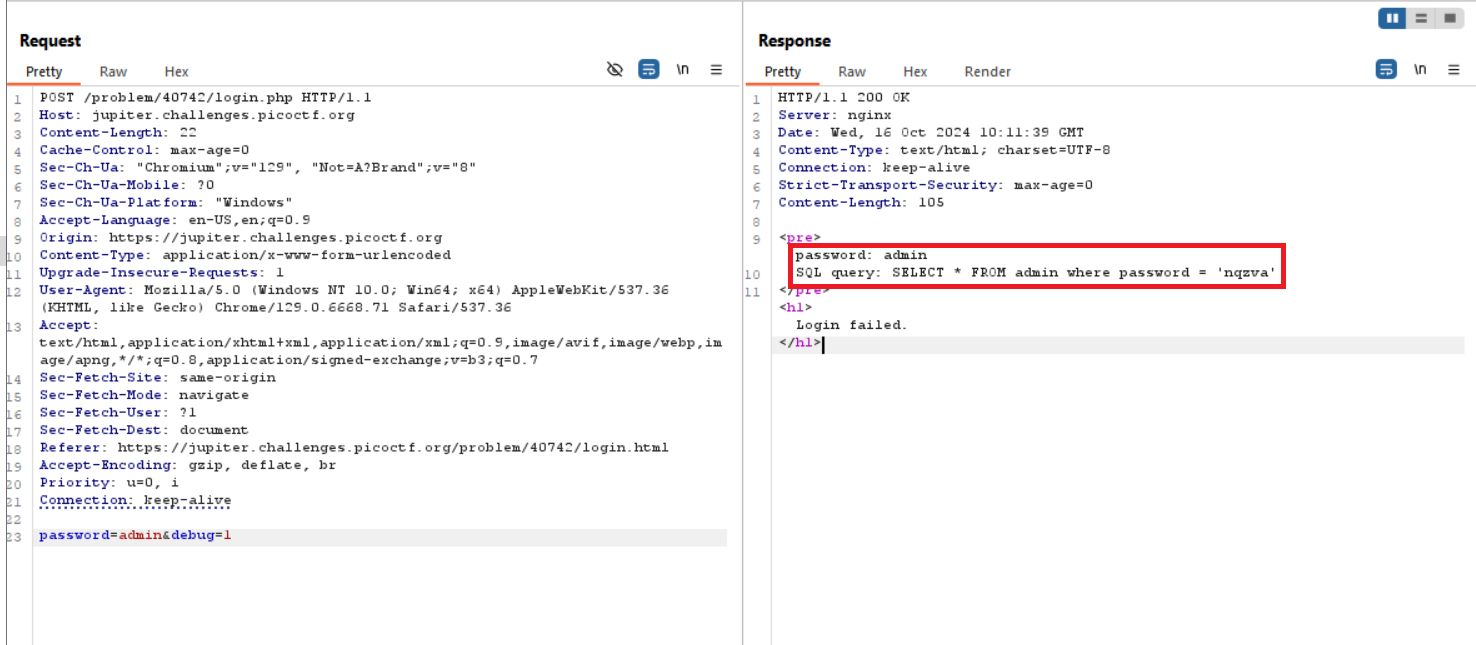 Request
Pretty Raw Hex
\n
1 POST /problem/40742/login.php HTTP/1.1
2 Host: jupiter.challenges.picoctf.org
3 Content-Length: 22
4 Cache-Control: max-age=0
5 Sec-Ch-Ua: "Chromium";v="129", "Not=A?Brand";v="8"
6 Sec-Ch-Ua-Mobile: ?0
7 Sec-Ch-Ua-Platform: "Windows"
8 Accept-Language: en-US,en;q=0.9
9 Origin: https://jupiter.challenges.picoctf.org
10 Content-Type: application/x-www-form-urlencoded
11 Upgrade-Insecure-Requests: 1
12 User-Agent: Mozilla/5.0 (Windows NT 10.0; Win64; x64) AppleWebKit/537.36
(KHTML, like Gecko) Chrome/129.0.6668.71 Safari/537.36
13 Accept:
text/html,application/xhtml+xml,application/xml;q=0.9,image/avif,image/webp,im
age/apng,*/*;q=0.8,application/signed-exchange;v=b3;q=0.7
14 Sec-Fetch-Site: same-origin
15 Sec-Fetch-Mode: navigate
16 Sec-Fetch-User: ?1
17 Sec-Fetch-Dest: document
18 Referer: https://jupiter.challenges.picoctf.org/problem/40742/login.html
19 Accept-Encoding: gzip, deflate, br
20 Priority: u=0, i
21 Connection: keep-alive
22
23 password=admin&debug=1
Response
Pretty Raw Hex Render
\n
1 HTTP/1.1 200 OK
2 Server: nginx
3 Date: Wed, 16 Oct 2024 10:11:39 GMT
4 Content-Type: text/html; charset=UTF-8
5 Connection: keep-alive
6 Strict-Transport-Security: max-age=0
7 Content-Length: 105
8
9 <pre>
password: admin
10 SQL query: SELECT * FROM admin where password = 'nqzva'
11 </pre>
<h1>
Login failed.
</h1>